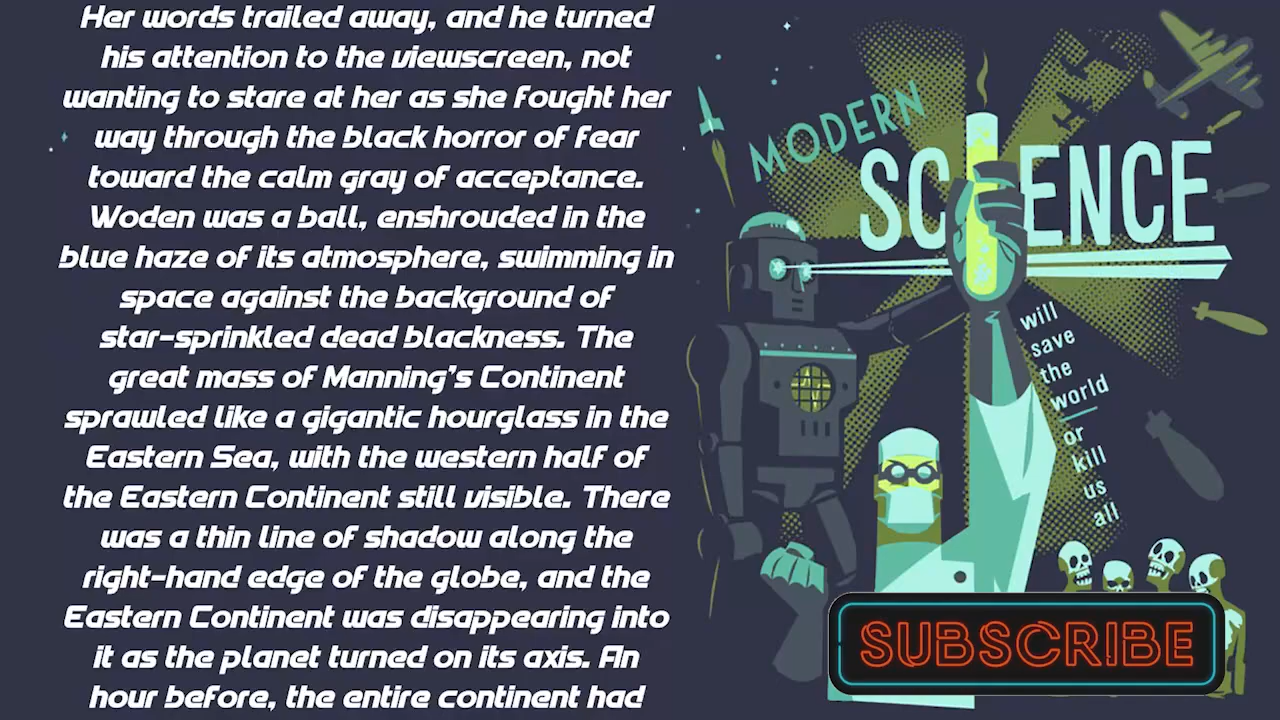 Her words trailed away, and he turned
his attention to the viewscreen, not
wanting to stare at her as she fought her
way through the black horror of fear
toward the calm gray of acceptance.
Woden was a ball, enshrouded in the
blue haze of its atmosphere, swimming in
space against the background of
star-sprinkled dead blackness. The
great mass of Manning's Continent
sprawled like a gigantic hourglass in the
Eastern Sea, with the western half of
the Eastern Continent still visible. There
was a thin line of shadow along the
right-hand edge of the globe, and the
Eastern Continent was disappearing into
it as the planet turned on its axis. An
hour before, the entire continent had
MODERN
SCIENCE
will
save
the
world
or
kill
us
all
SUBSCRIBE